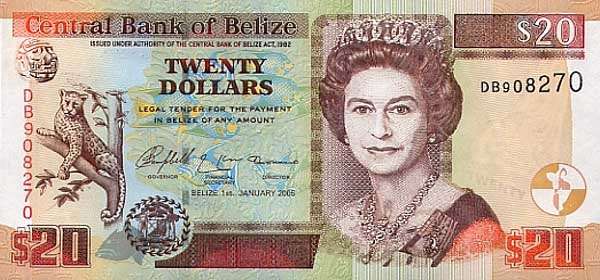 Central Bank of Belize
$20
ISSUED UNDER AUTHORITY OF THE CENTRAL BANK OF BELIZE ACT, 1982
TWENTY
DOLLARS
DB908270
LEGAL TENDER FOR THE PAYMENT
IN BELIZE OF ANY AMOUNT
DB908270
GOVERNOR FINANCIAL SECRETARY DIRECTOR
BELIZE, 1st. JANUARY 2005
$20
$20